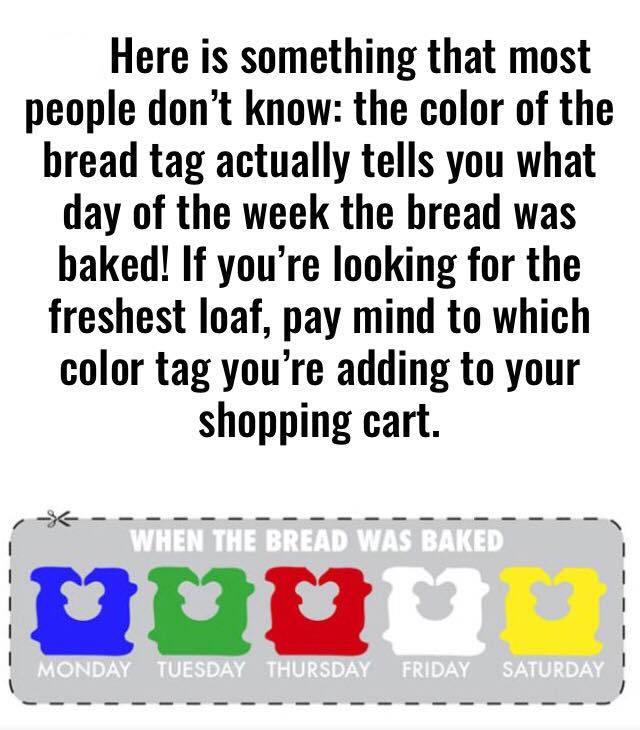 Here is something that most
people don’t know: the color of the
bread tag actually tells you what
day of the week the bread was
baked! If you’re looking for the
freshest loaf, pay mind to which
color tag you’re adding to your
shopping cart.
WHEN THE BREAD WAS BAKED
MONDAY TUESDAY THURSDAY FRIDAY SATURDAY